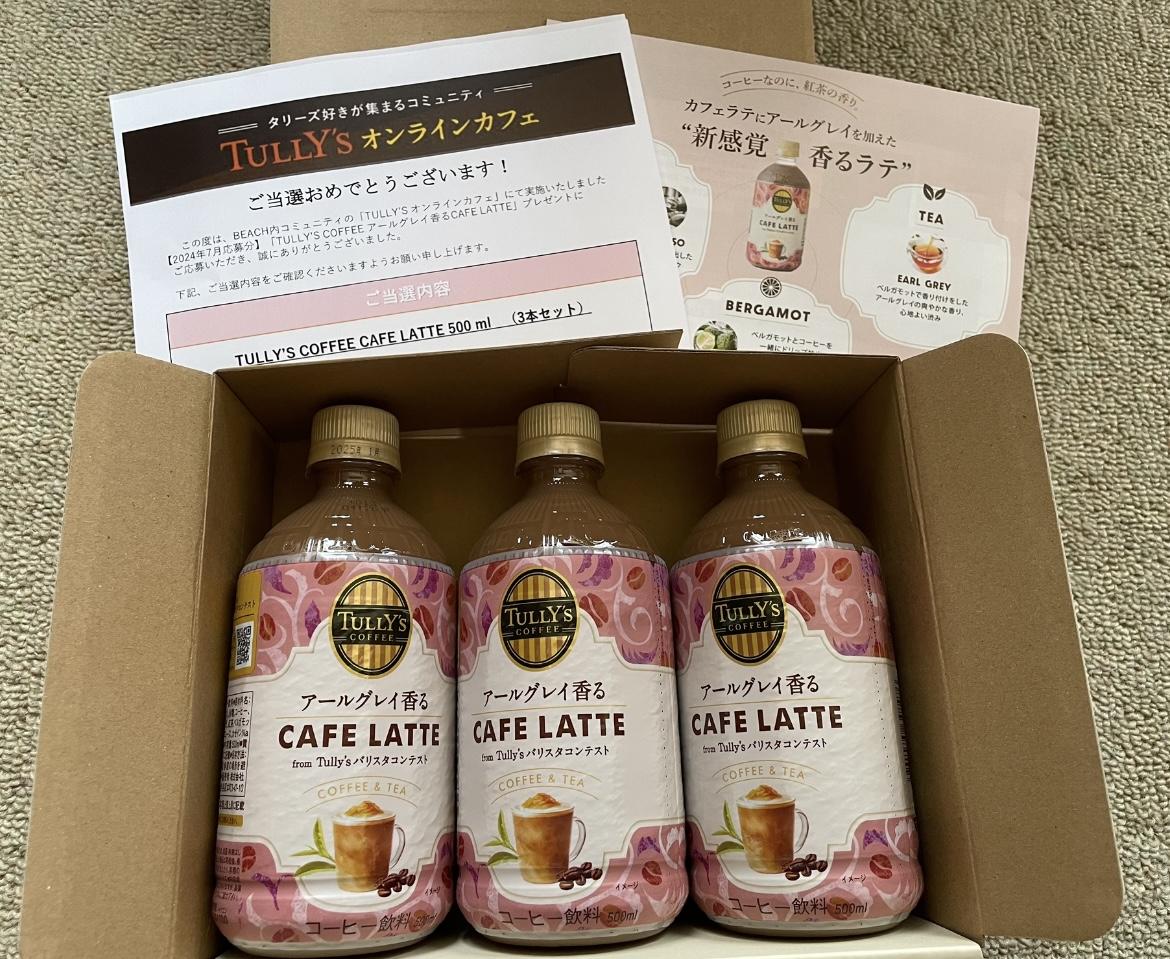 タリーズ好きが集まるコミュニティ
TULLY'S オンラインカフェ
ご当選おめでとうございます!
この度は、BEACH内コミュニティの「TULLY'S オンラインカフェ」にて実施いたしました
【2024年7月応募分】「TULLY'S COFFEE アールグレイ香るCAFE LATTE」プレゼントに
ご応募いただき、誠にありがとうございました。
下記、ご当選内容をご確認くださいますようお願い申し上げます。
ご当選内容
TULLY'S COFFEE CAFE LATTE 500 ml (3本セット)
コーヒーなのに、紅茶の香り。
カフェラテにアールグレイを加えた
“新感覚 香るラテ”
TULLY'S
COFFEE
アールグレイ香る
CAFE LATTE
TEA
EARL GREY
ベルガモットで香り付けをした
アールグレイの爽やかな香り、
心地よい渋み
BERGAMOT
ベルガモットとコーヒーを
一緒にドリップ
2025年 1月
TULLY'S
COFFEE
アールグレイ香る
CAFE LATTE
from Tully'sバリスタコンテスト
COFFEE & TEA
コーヒー飲料 500ml
TULLY'S
COFFEE
アールグレイ香る
CAFE LATTE
from Tully'sバリスタコンテスト
COFFEE & TEA
イメージ
コーヒー飲料 500ml
TULLY'S
COFFEE
アールグレイ香る
CAFE LATTE
from Tully'sバリスタコンテスト
COFFEE & TEA
イメージ
コーヒー飲料 500ml